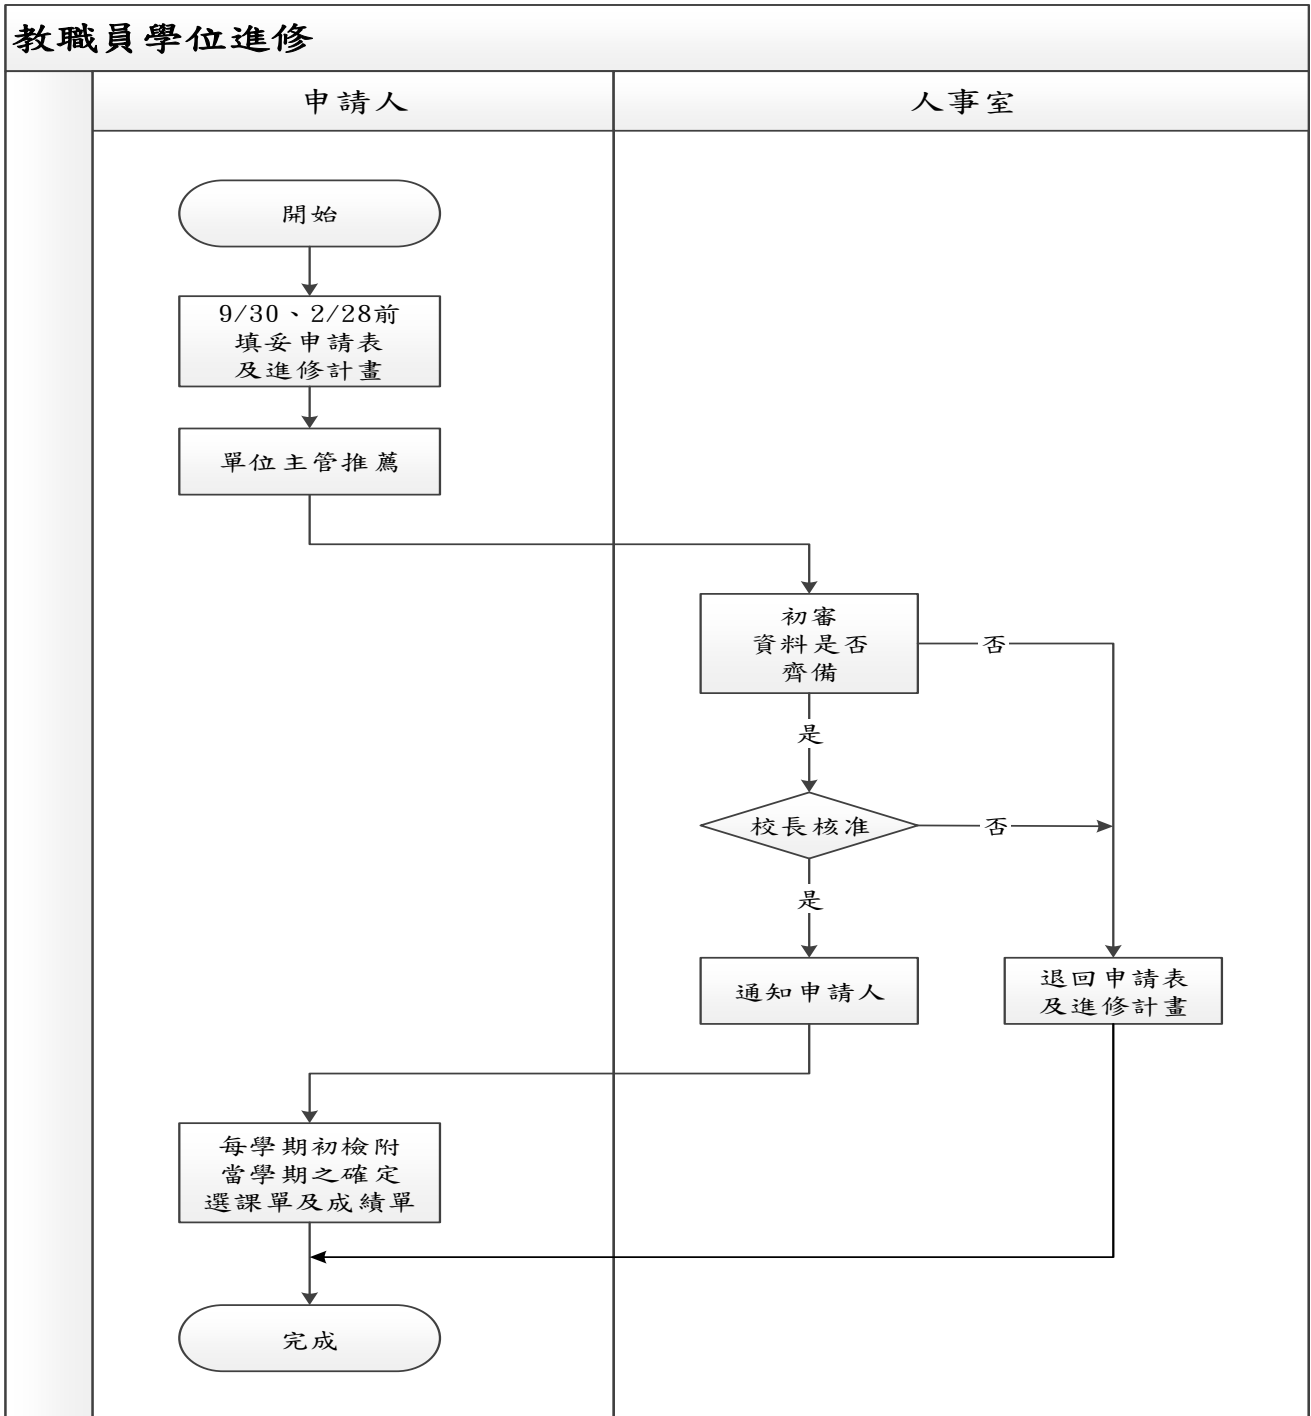 教職員學位進修
申請人
人事室
開始
9/30、2/28前
填妥申請表
及進修計畫
單位主管推薦
初審
資料是否
齊備
否
是
校長核准
否
是
通知申請人
退回申請表
及進修計畫
每學期初檢附
當學期之確定
選課單及成績單
完成